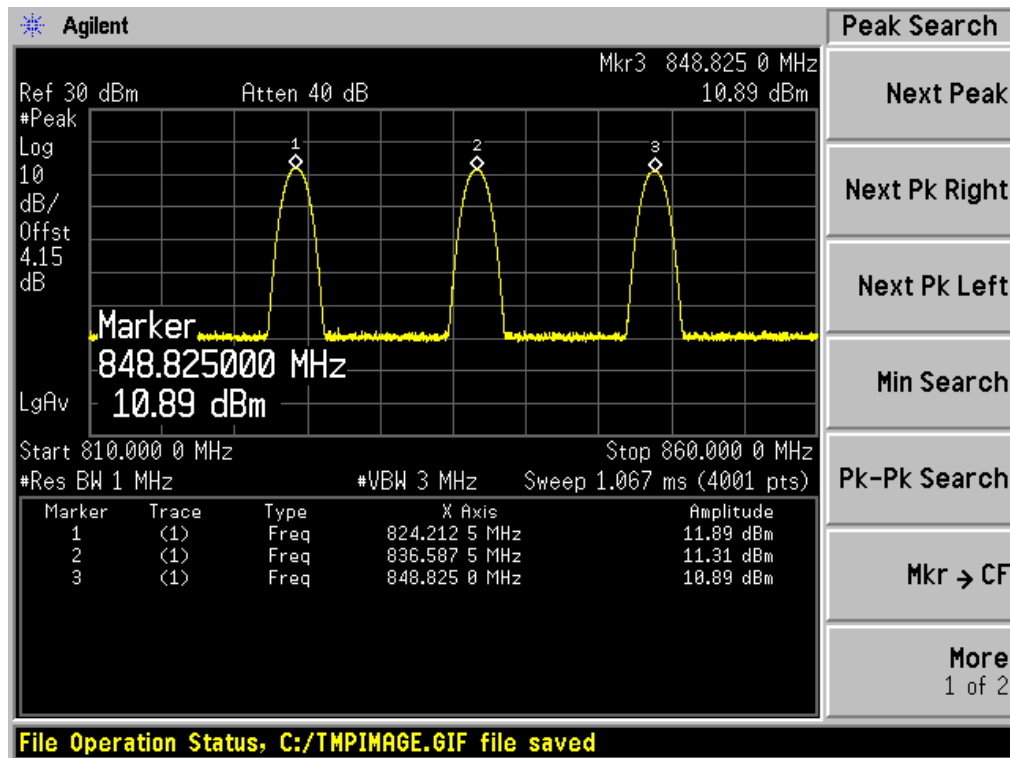 Agilent
Peak Search
Mkr3 848.825 0 MHz
Ref 30 dBm Atten 40 dB 10.89 dBm
#Peak
Log
10
dB/
Offst
4.15
dB
1 2 3
Marker
848.825000 MHz
10.89 dBm
LgAv
Start 810.000 0 MHz Stop 860.000 0 MHz
#Res BW 1 MHz #VBW 3 MHz Sweep 1.067 ms (4001 pts)
Marker Trace Type X Axis Amplitude
1 (1) Freq 824.212 5 MHz 11.89 dBm
2 (1) Freq 836.587 5 MHz 11.31 dBm
3 (1) Freq 848.825 0 MHz 10.89 dBm
Next Peak
Next Pk Right
Next Pk Left
Min Search
Pk-Pk Search
Mkr → CF
More
1 of 2
File Operation Status, C:/TMPIMAGE.GIF file saved